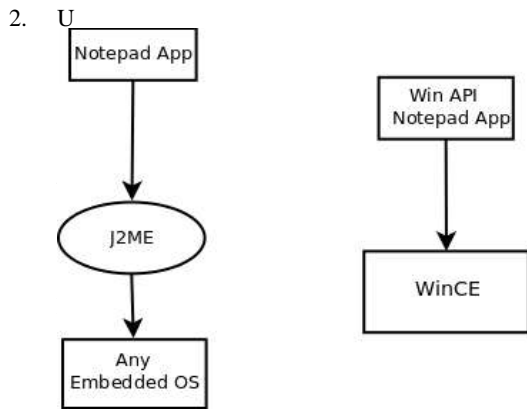 2. U
Notepad App
J2ME
Any
Embedded OS
Win API
Notepad App
WinCE